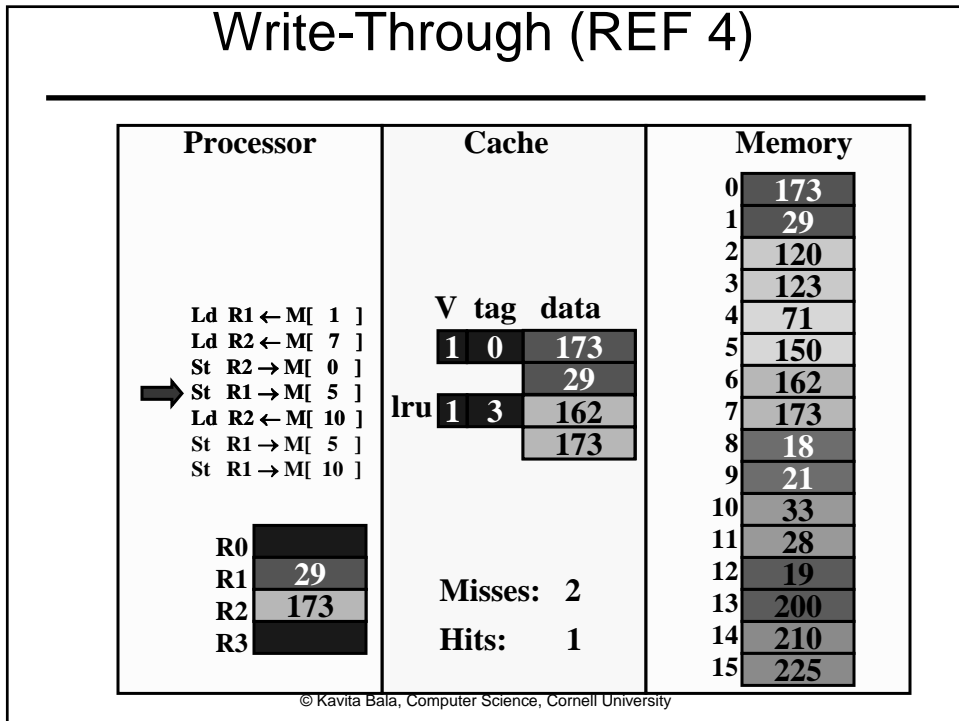 Write-Through (REF 4)
Processor
Ld R1 ← M[ 1 ]
Ld R2 ← M[ 7 ]
St R2 → M[ 0 ]
St R1 → M[ 5 ]
Ld R2 ← M[ 10 ]
St R1 → M[ 5 ]
St R1 → M[ 10 ]
R0
R1 29
R2 173
R3
Cache
V tag data
1 0 173
29
lru 1 3 162
173
Misses: 2
Hits: 1
Memory
0 173
1 29
2 120
3 123
4 71
5 150
6 162
7 173
8 18
9 21
10 33
11 28
12 19
13 200
14 210
15 225
© Kavita Bala, Computer Science, Cornell University